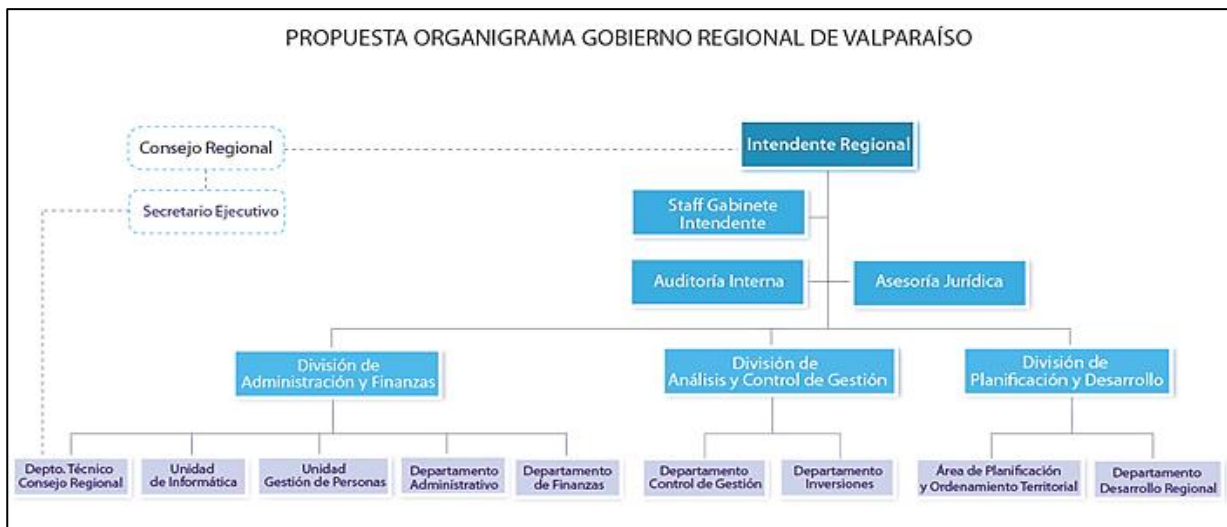 PROPUESTA ORGANIGRAMA GOBIERNO REGIONAL DE VALPARAÍSO
Consejo Regional
Intendente Regional
Secretario Ejecutivo
Staff Gabinete
Intendente
Auditoría Interna
Asesoría Jurídica
División de
Administración y Finanzas
División de
Análisis y Control de Gestión
División de
Planificación y Desarrollo
Depto. Técnico
Consejo Regional
Unidad
de Informática
Unidad
Gestión de Personas
Departamento
Administrativo
Departamento
de Finanzas
Departamento
Control de Gestión
Departamento
Inversiones
Área de Planificación
y Ordenamiento Territorial
Departamento
Desarrollo Regional